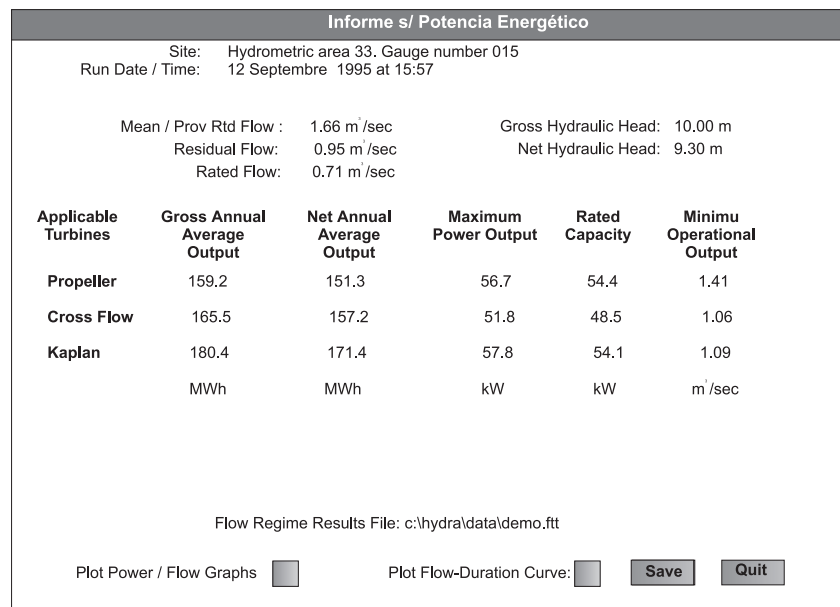 Informe s/ Potencia Energético
Site: Hydrometric area 33. Gauge number 015
Run Date / Time: 12 Septembre 1995 at 15:57
Mean / Prov Rtd Flow : 1.66 m³/sec Gross Hydraulic Head: 10.00 m
Residual Flow: 0.95 m³/sec Net Hydraulic Head: 9.30 m
Rated Flow: 0.71 m³/sec
Applicable Turbines Gross Annual Average Output Net Annual Average Output Maximum Power Output Rated Capacity Minimu Operational Output
Propeller 159.2 151.3 56.7 54.4 1.41
Cross Flow 165.5 157.2 51.8 48.5 1.06
Kaplan 180.4 171.4 57.8 54.1 1.09
MWh MWh kW kW m³/sec
Flow Regime Results File: c:\hydra\data\demo.ftt
Plot Power / Flow Graphs Plot Flow-Duration Curve: Save Quit